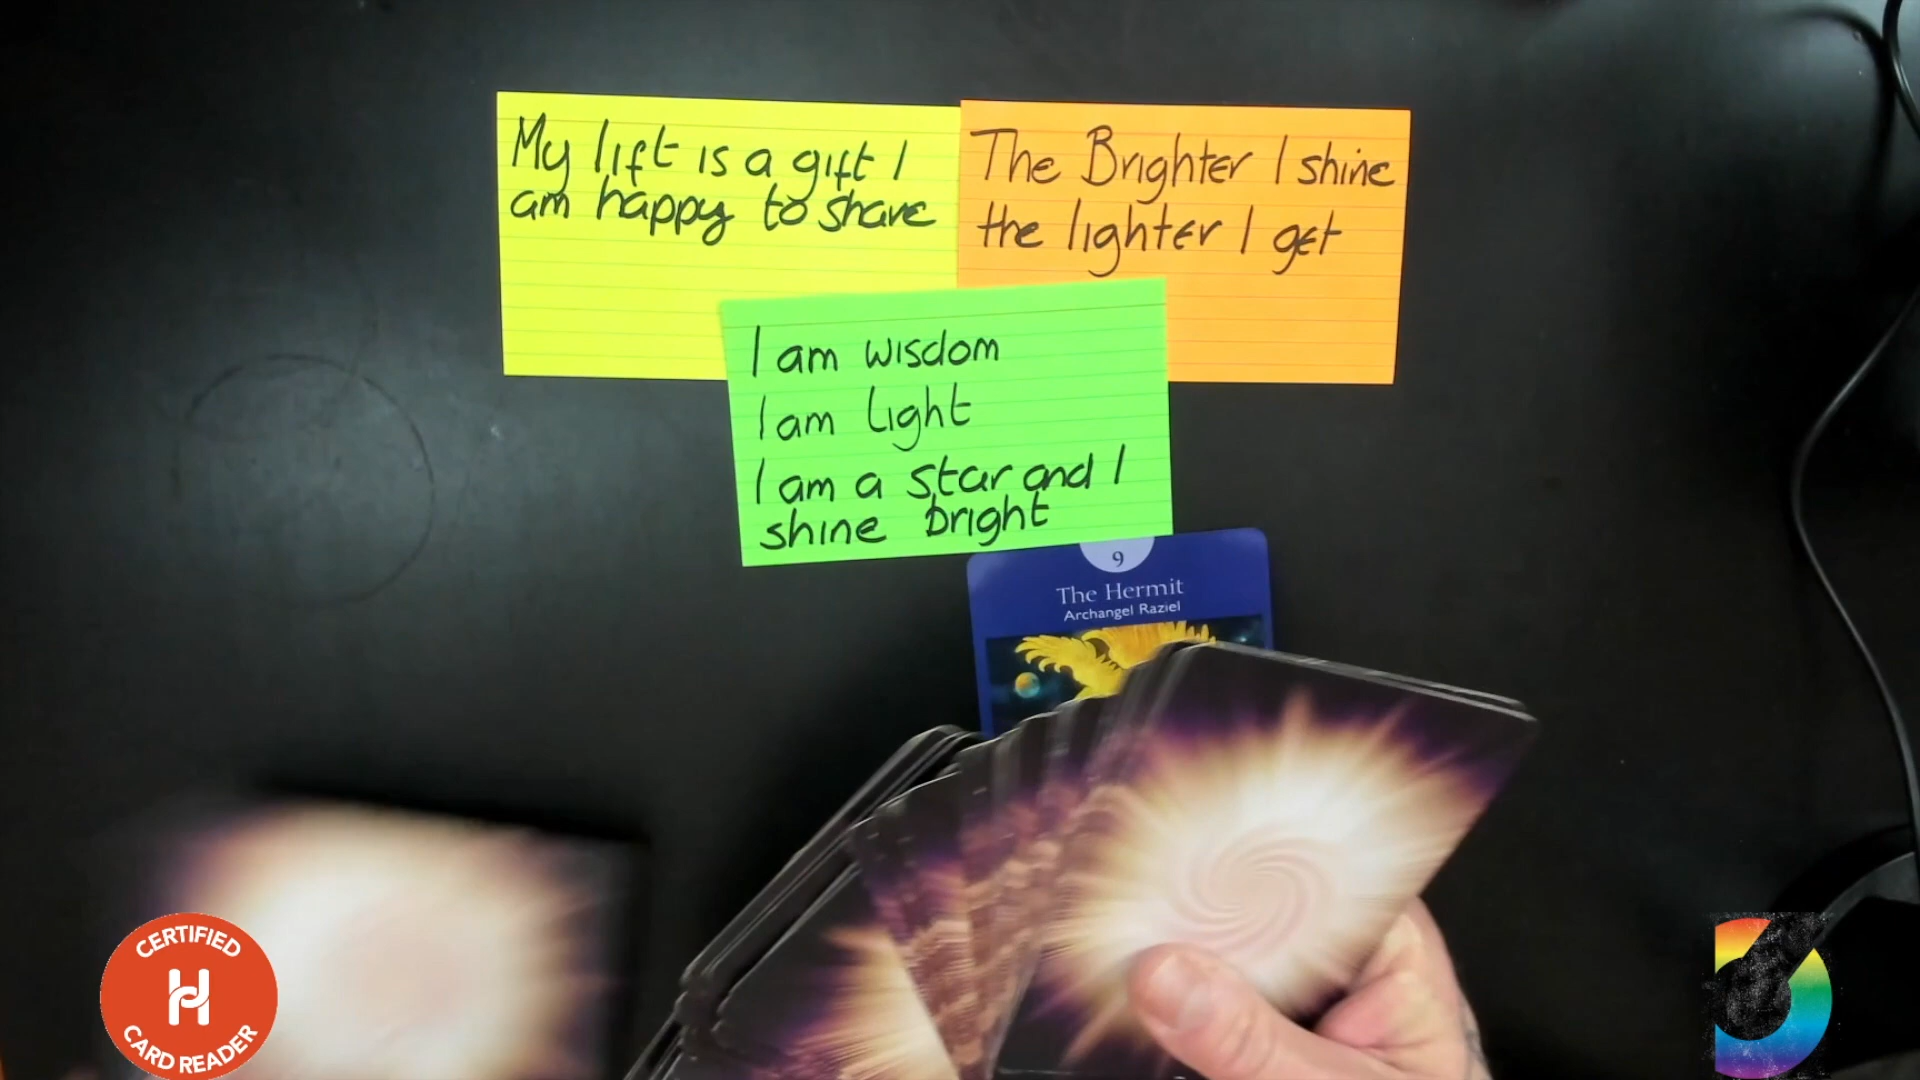 My lift is a gift I
am happy to share
The Brighter I shine
the lighter I get
I am wisdom
I am light
I am a star and I
shine bright
9
The Hermit
Archangel Raziel
CERTIFIED
H
CARD READER